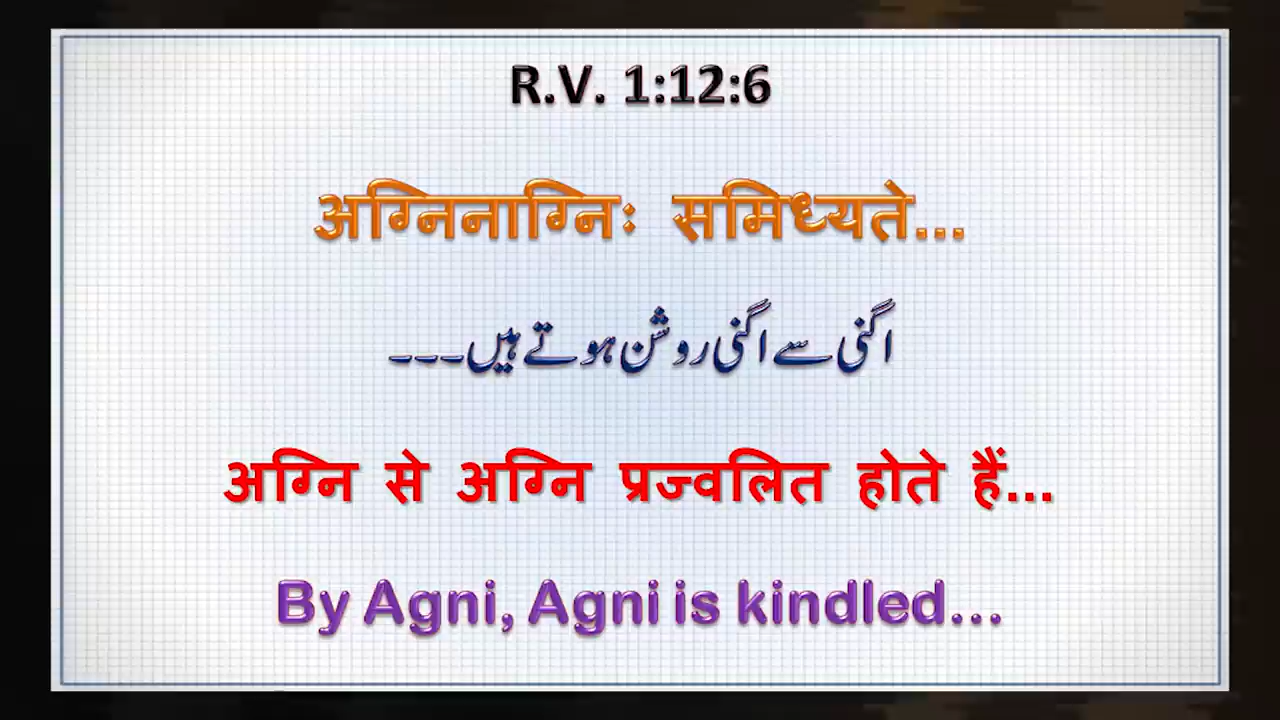 R.V. 1:12:6
अग्निनाग्निः समिध्यते...
اگنی سے اگنی روشن ہوتے ہیں۔۔۔
अग्नि से अग्नि प्रज्वलित होते हैं...
By Agni, Agni is kindled...